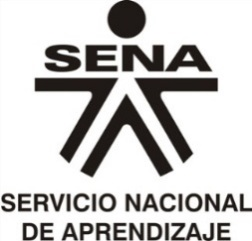 SENA
SERVICIO NACIONAL
DE APRENDIZAJE